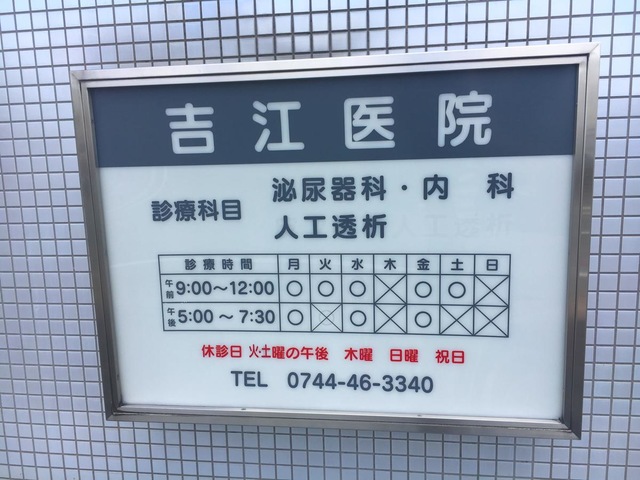 吉江医院
診療科目 泌尿器科・内 科
人工透析
診療時間 月 火 水 木 金 土 日
午前 9:00〜12:00 ○ ○ ○ × ○ ○ ×
午後 5:00〜7:30 ○ × ○ × ○ × ×
休診日 火・土曜の午後 木曜 日曜 祝日
TEL 0744-46-3340